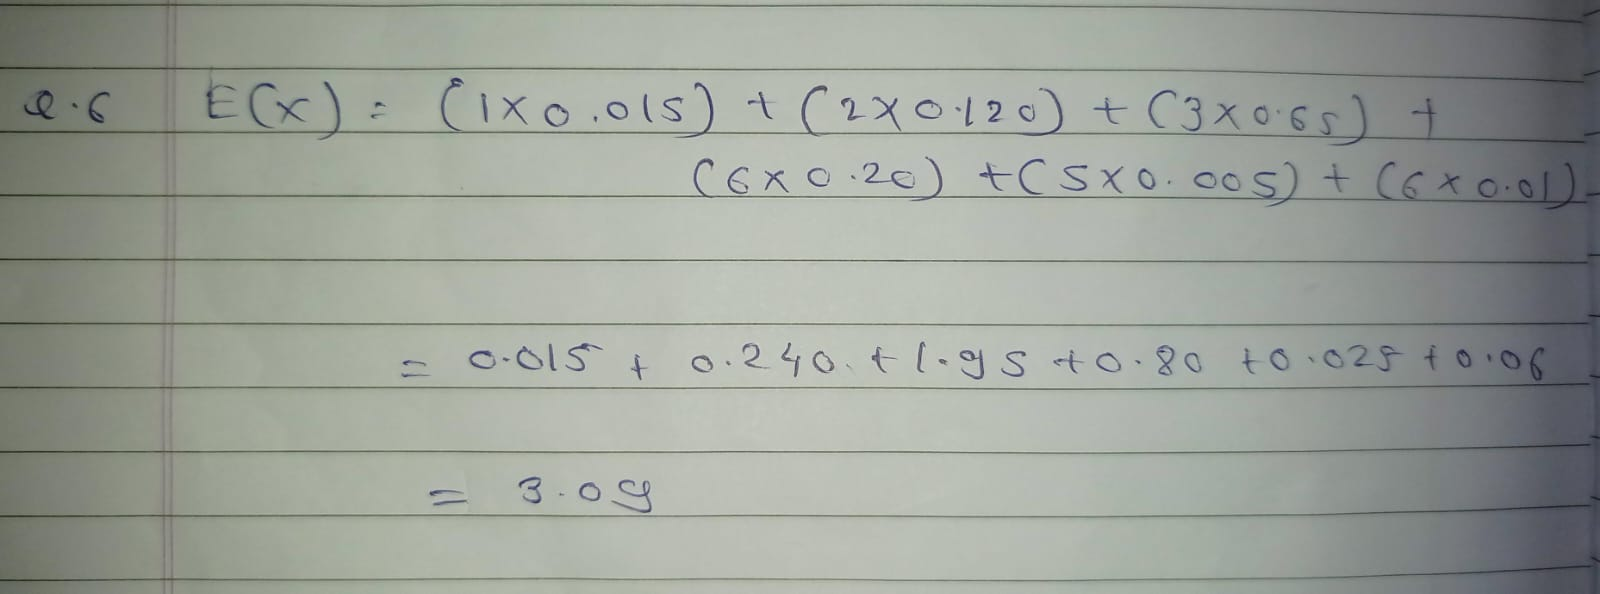 Q.6 E(x) = (1×0.015) + (2×0.120) + (3×0.65) +
(6×0.20) + (5×0.005) + (6×0.01)
= 0.015 + 0.240 + 1.95 + 0.80 + 0.025 + 0.06
= 3.09